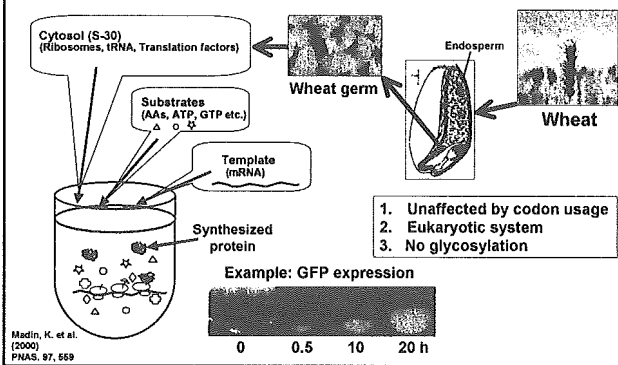 Cytosol (S-30)
(Ribosomes, tRNA, Translation factors)
Substrates
(AAs, ATP, GTP etc.)
Template
(mRNA)
Synthesized
protein
Wheat germ
Endosperm
Wheat
1. Unaffected by codon usage
2. Eukaryotic system
3. No glycosylation
Example: GFP expression
0 0.5 10 20 h
Madin, K. et al.
(2000)
PNAS. 97, 559